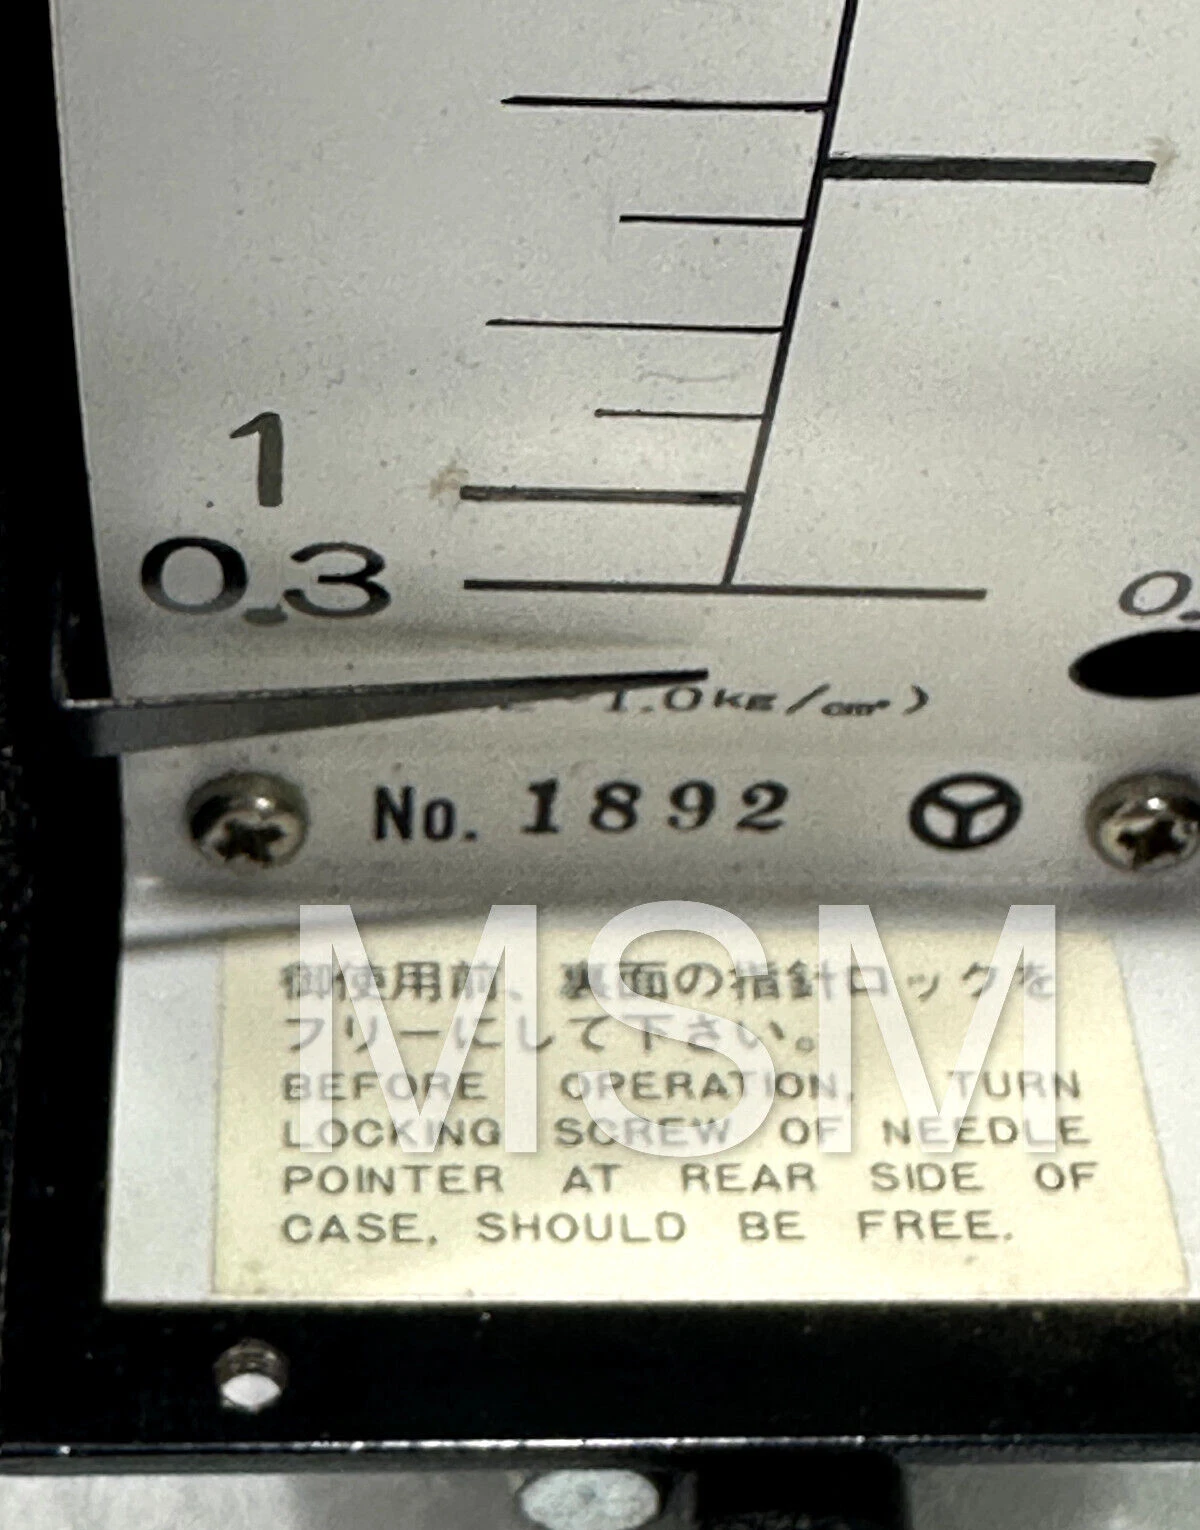 1
0.3
0.
1.0kg/cm²)
No. 1892
MSM
御使用前、裏面の指針ロックを
フリーにして下さい。
BEFORE OPERATION, TURN
LOCKING SCREW OF NEEDLE
POINTER AT REAR SIDE OF
CASE, SHOULD BE FREE.